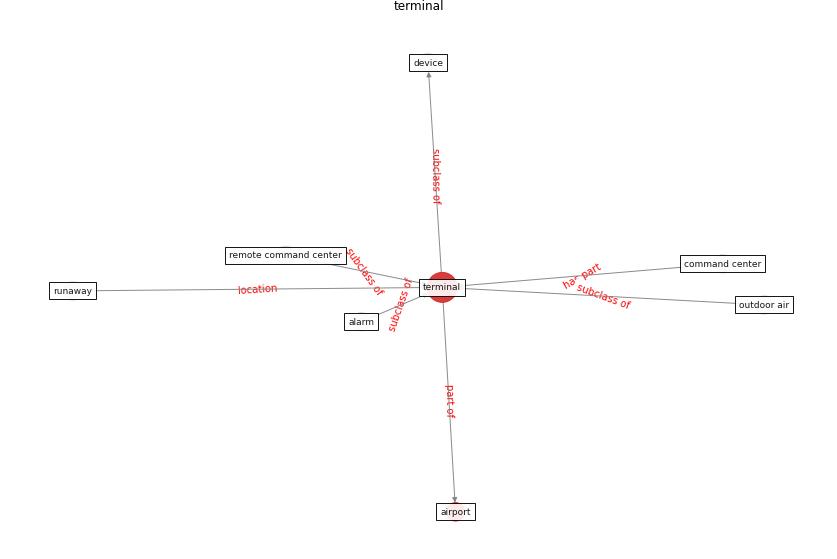 terminal
device
subclass of
remote command center
subclass of
command center
has part
runaway
location
terminal
subclass of
outdoor air
alarm
subclass of
part of
airport